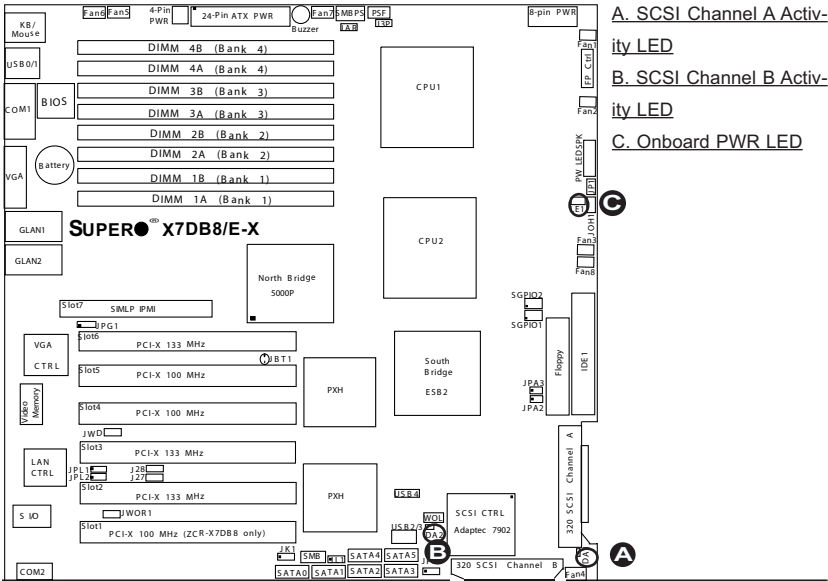 Fan6 Fan5
4-Pin
PWR
24-Pin ATX PWR
Buzzer
Fan7
SMBPS
JAR
PSF
J3P
8-pin PWR
KB/
Mouse
USB0/1
COM1
BIOS
Battery
VGA
GLAN1
GLAN2
DIMM 4B (Bank 4)
DIMM 4A (Bank 4)
DIMM 3B (Bank 3)
DIMM 3A (Bank 3)
DIMM 2B (Bank 2)
DIMM 2A (Bank 2)
DIMM 1B (Bank 1)
DIMM 1A (Bank 1)
SUPER ® X7DB8/E-X
CPU1
CPU2
Fan1
FP Ctrl
Fan2
PW LEDSPK
JP1
E1
C
JOH1
Fan3
Fan8
North Bridge
5000P
Slot7
SIMLP IPMI
JPG1
Slot6
PCI-X 133 MHz
JBT1
Slot5
PCI-X 100 MHz
Slot4
PCI-X 100 MHz
JWD
Slot3
PCI-X 133 MHz
JPL1
JPL2
J28
J27
Slot2
PCI-X 133 MHz
JWOR1
Slot1
PCI-X 100 MHz (ZCR-X7DB8 only)
VGA
CTRL
Video
Memory
LAN
CTRL
S I/O
COM2
PXH
PXH
South
Bridge
ESB2
SGPIO2
SGPIO1
Floppy
IDE1
JPA3
JPA2
320 SCSI Channel A
USB4
WOL
USB2/3
DA2
B
SCSI CTRL
Adaptec 7902
JK1
SMB
SATA4
SATA5
SATA0
SATA1
SATA2
SATA3
320 SCSI Channel B
A
Fan4
A. SCSI Channel A Activ-
ity LED
B. SCSI Channel B Activ-
ity LED
C. Onboard PWR LED